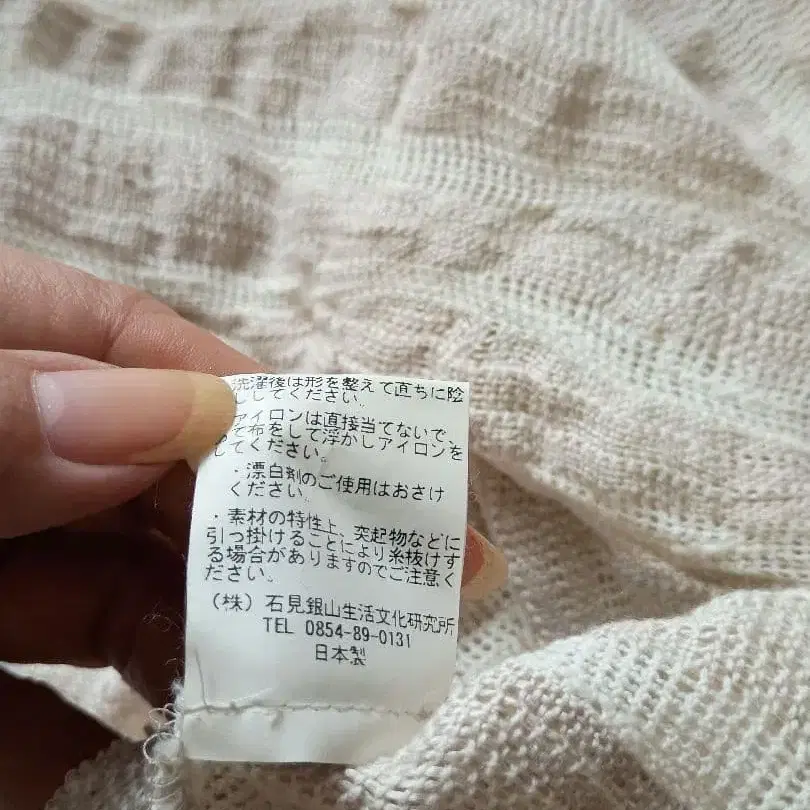 洗濯後は形を整えて直ちに陰
ししてください。
アイロンは直接当てないで、
て布をして浮かしアイロンを
してください。
・漂白剤のご使用はおさけ
ください。
・素材の特性上、突起物などに
引っ掛けることにより糸抜けす
る場合がありますのでご注意く
ださい。
(株) 石見銀山生活文化研究所
TEL 0854-89-0131
日本製